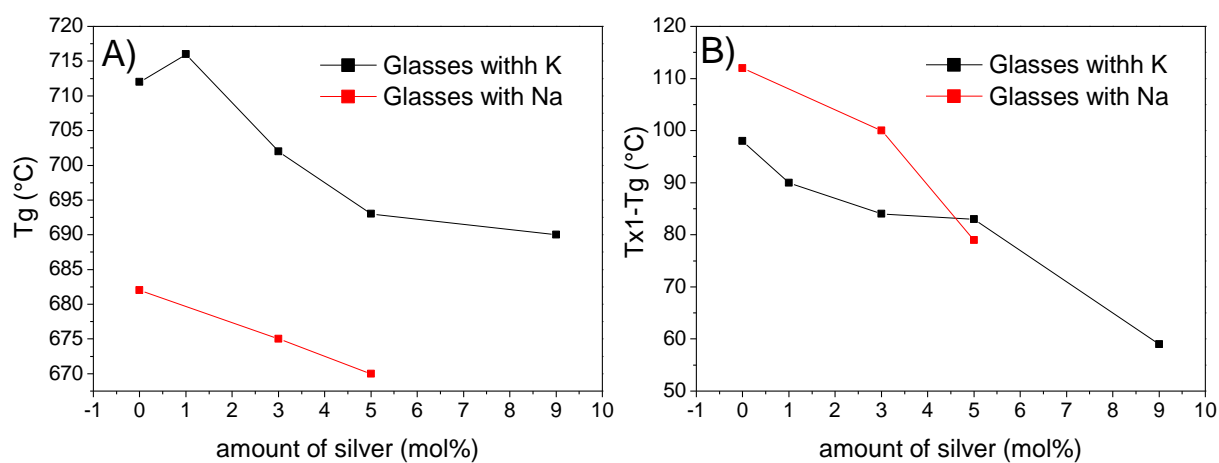 A)
Glasses withh K
Glasses with Na
720
715
710
705
700
695
690
685
680
675
670
Tg (°C)
-1 0 1 2 3 4 5 6 7 8 9 10
amount of silver (mol%)
B)
Glasses withh K
Glasses with Na
120
110
100
90
80
70
60
50
Tx1-Tg (°C)
-1 0 1 2 3 4 5 6 7 8 9 10
amount of silver (mol%)